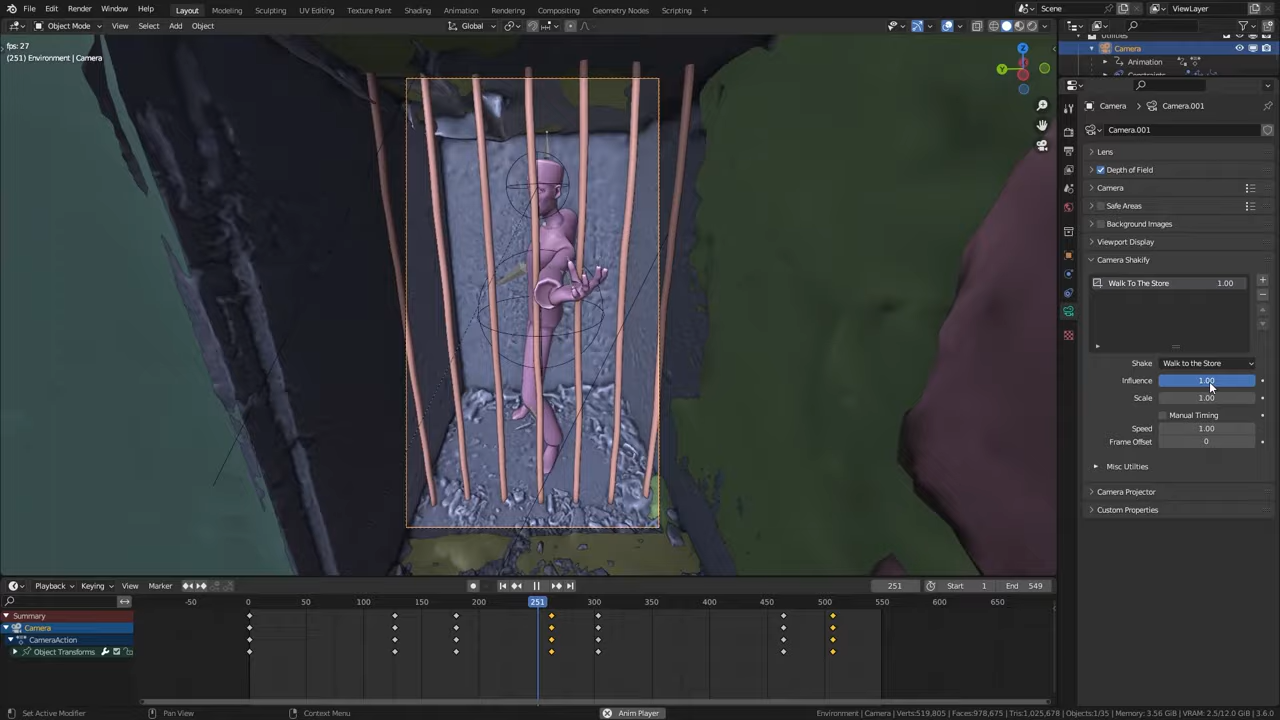 File Edit Render Window Help Layout Modeling Sculpting UV Editing Texture Paint Shading Animation Rendering Compositing Geometry Nodes Scripting + Scene ViewLayer
Object Mode View Select Add Object Global
fps: 27
(251) Environment | Camera
Z
Y
Camera
Animation
Camera > Camera.001
Camera.001
Lens
Depth of Field
Camera
Safe Areas
Background Images
Viewport Display
Camera Shakify
Walk To The Store 1.00
Shake Walk to the Store
Influence 1.00
Scale 1.00
Manual Timing
Speed 1.00
Frame Offset 0
Misc Utilties
Camera Projector
Custom Properties
Playback Keying View Marker 251 Start 1 End 549
-50 0 50 100 150 200 251 300 350 400 450 500 550 600 650
Summary
Camera
CameraAction
Object Transforms
Set Active Modifier Pan View Context Menu Anim Player Environment | Camera | Verts:519,805 | Faces:978,675 | Tris:1,025,678 | Objects:1/35 | Memory: 3.56 GiB | VRAM: 2.5/12.0 GiB | 3.6.0